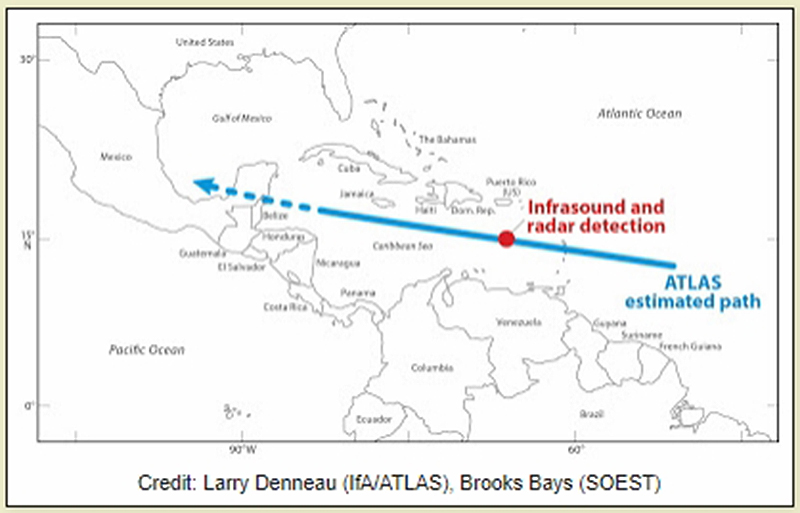 United States
30°
Gulf of Mexico
Atlantic Ocean
The Bahamas
Mexico
Cuba
Puerto Rico
(US)
Jamaica
Haiti
Dom. Rep.
Infrasound and
radar detection
Belize
15°
N
Honduras
Caribbean Sea
Guatemala
El Salvador
Nicaragua
ATLAS
estimated path
Panama
Costa Rica
Venezuela
Guyana
Suriname
French Guiana
Pacific Ocean
Columbia
0°
Ecuador
Brazil
90°W
60°
Credit: Larry Denneau (IfA/ATLAS), Brooks Bays (SOEST)